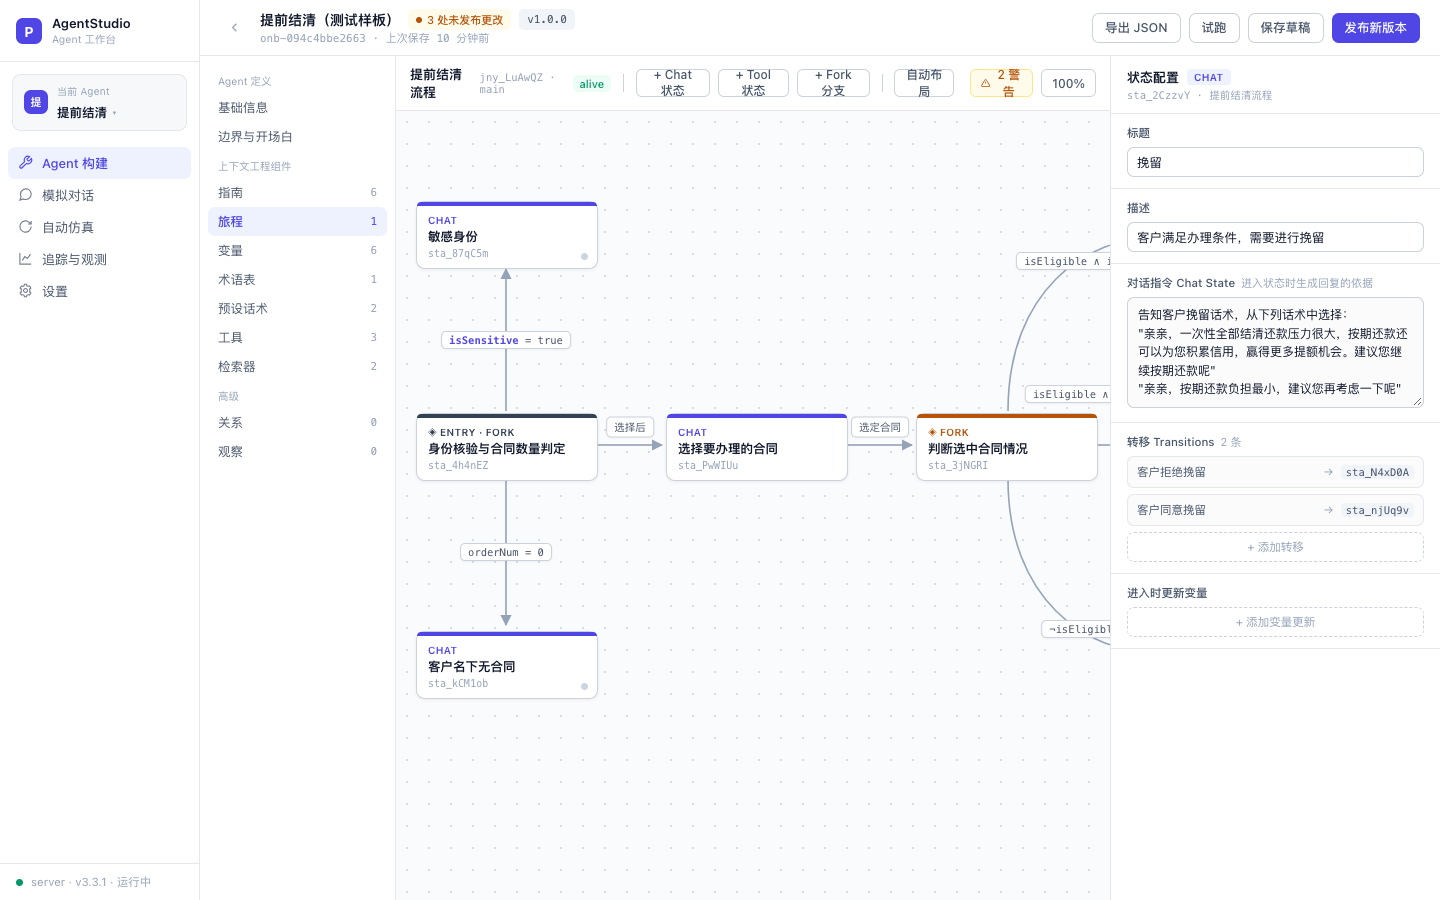 P
AgentStudio
Agent 工作台
提
当前 Agent
提前结清
Agent 构建
模拟对话
自动仿真
追踪与观测
设置
server · v3.3.1 · 运行中
提前结清（测试样板）
3 处未发布更改
v1.0.0
onb-094c4bbe2663 · 上次保存 10 分钟前
导出 JSON
试跑
保存草稿
发布新版本
Agent 定义
基础信息
边界与开场白
上下文工程组件
指南 6
旅程 1
变量 6
术语表 1
预设话术 2
工具 3
检索器 2
高级
关系 0
观察 0
提前结清
流程
jny_LuAwQZ ·
main
alive
+ Chat
状态
+ Tool
状态
+ Fork
分支
自动布
局
2 警
告
100%
CHAT
敏感身份
sta_87qC5m
isSensitive = true
◈ ENTRY · FORK
身份核验与合同数量判定
sta_4h4nEZ
选择后
CHAT
选择要办理的合同
sta_PwWIUu
选定合同
◈ FORK
判断选中合同情况
sta_3jNGRI
isEligible ∧ i
isEligible ∧
¬isEligibl
orderNum = 0
CHAT
客户名下无合同
sta_kCM1ob
状态配置 CHAT
sta_2CzzvY · 提前结清流程
标题
挽留
描述
客户满足办理条件，需要进行挽留
对话指令 Chat State 进入状态时生成回复的依据
告知客户挽留话术，从下列话术中选择：
"亲亲，一次性全部结清还款压力很大，按期还款还
可以为您积累信用，赢得更多提额机会。建议您继
续按期还款呢"
"亲亲，按期还款负担最小，建议您再考虑一下呢"
转移 Transitions 2 条
客户拒绝挽留 → sta_N4xD0A
客户同意挽留 → sta_njUq9v
+ 添加转移
进入时更新变量
+ 添加变量更新